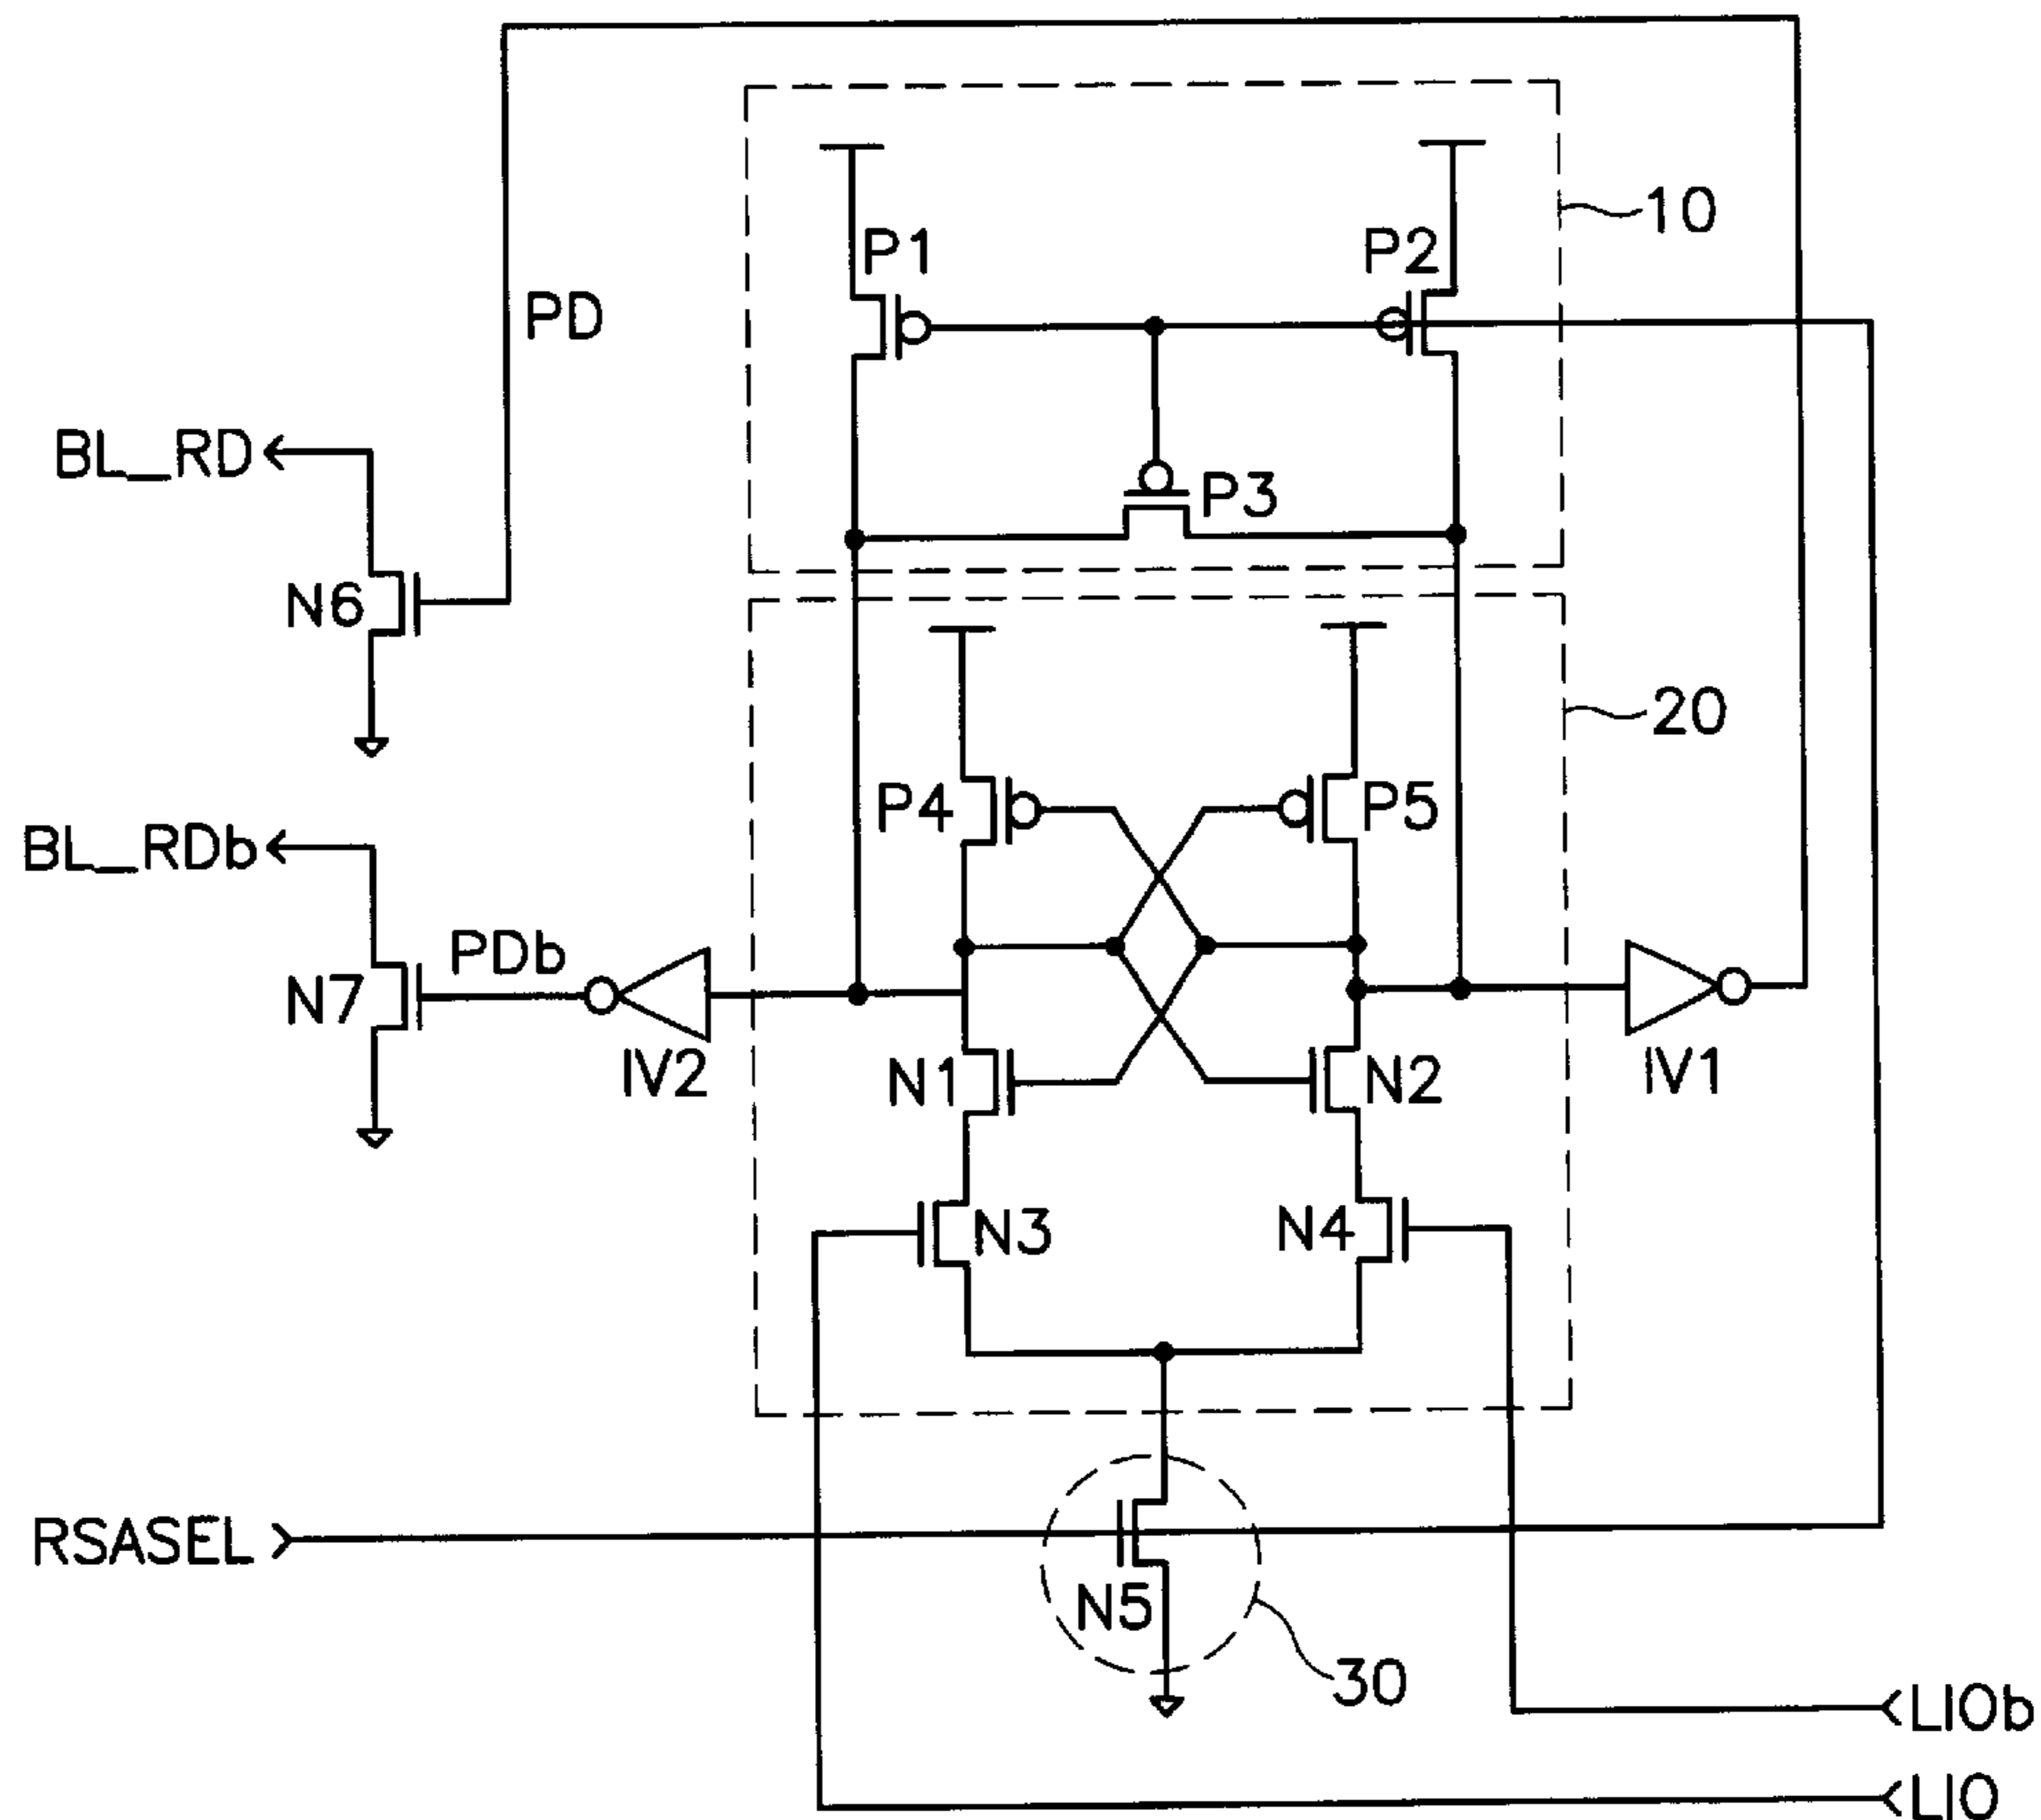 10
P1
P2
PD
BL_RD
P3
N6
20
P4
P5
BL_RDb
PDb
N7
IV2
N1
N2
IV1
N3
N4
RSASEL
N5
30
LIOb
LIO